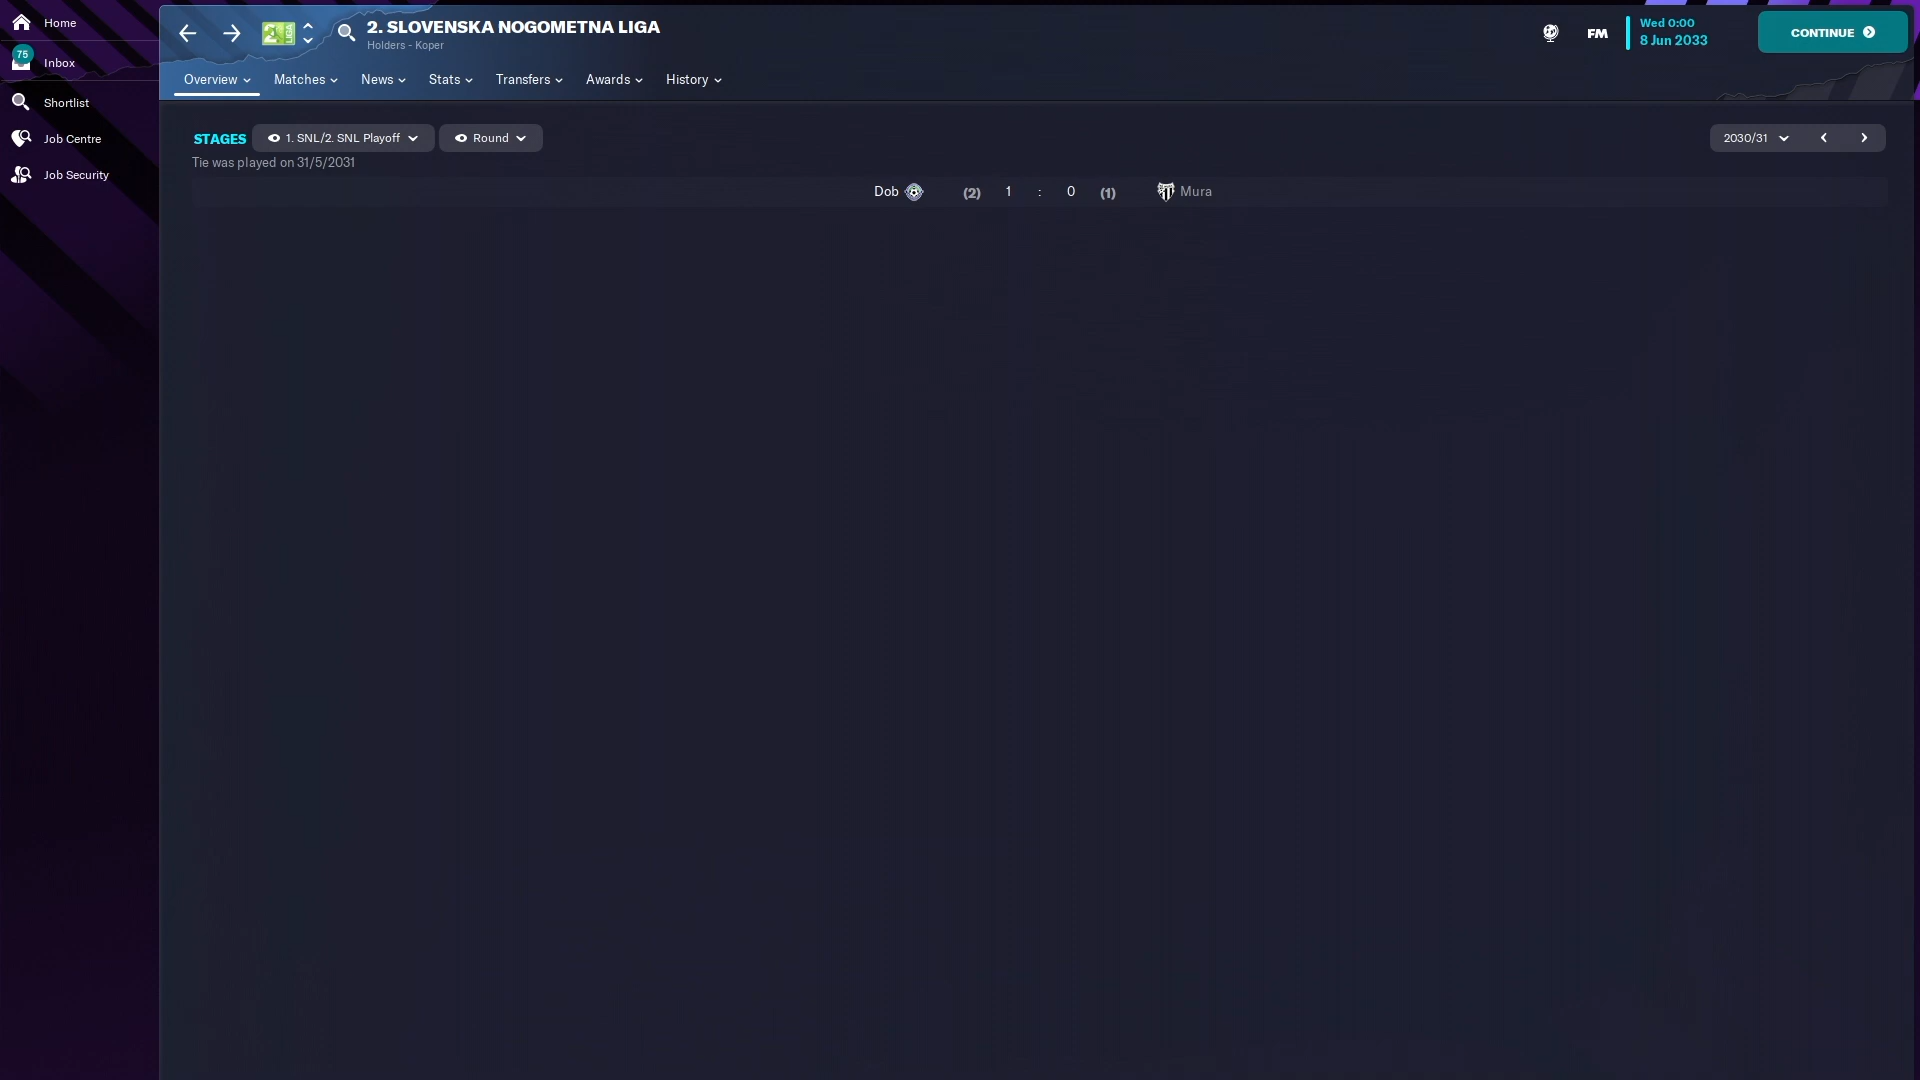 Home
75
Inbox
Shortlist
Job Centre
Job Security
2. SLOVENSKA NOGOMETNA LIGA
Holders - Koper
FM
Wed 0:00
8 Jun 2033
CONTINUE
Overview Matches News Stats Transfers Awards History
STAGES 1. SNL/2. SNL Playoff Round 2030/31
Tie was played on 31/5/2031
Dob (2) 1 : 0 (1) Mura